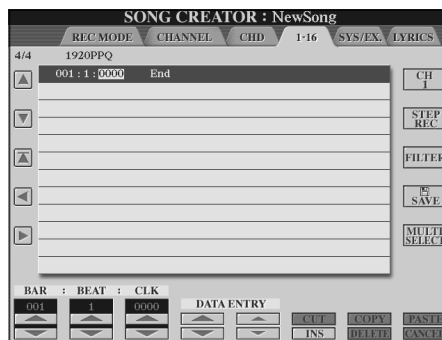 SONG CREATOR : NewSong
REC MODE CHANNEL CHD 1-16 SYS/EX. LYRICS
4/4 1920PPQ
001 : 1 : 0000 End
CH
1
STEP
REC
FILTER
SAVE
MULTI
SELECT
BAR : BEAT : CLK
001 1 0000
DATA ENTRY
CUT COPY PASTE
INS DELETE CANCEL